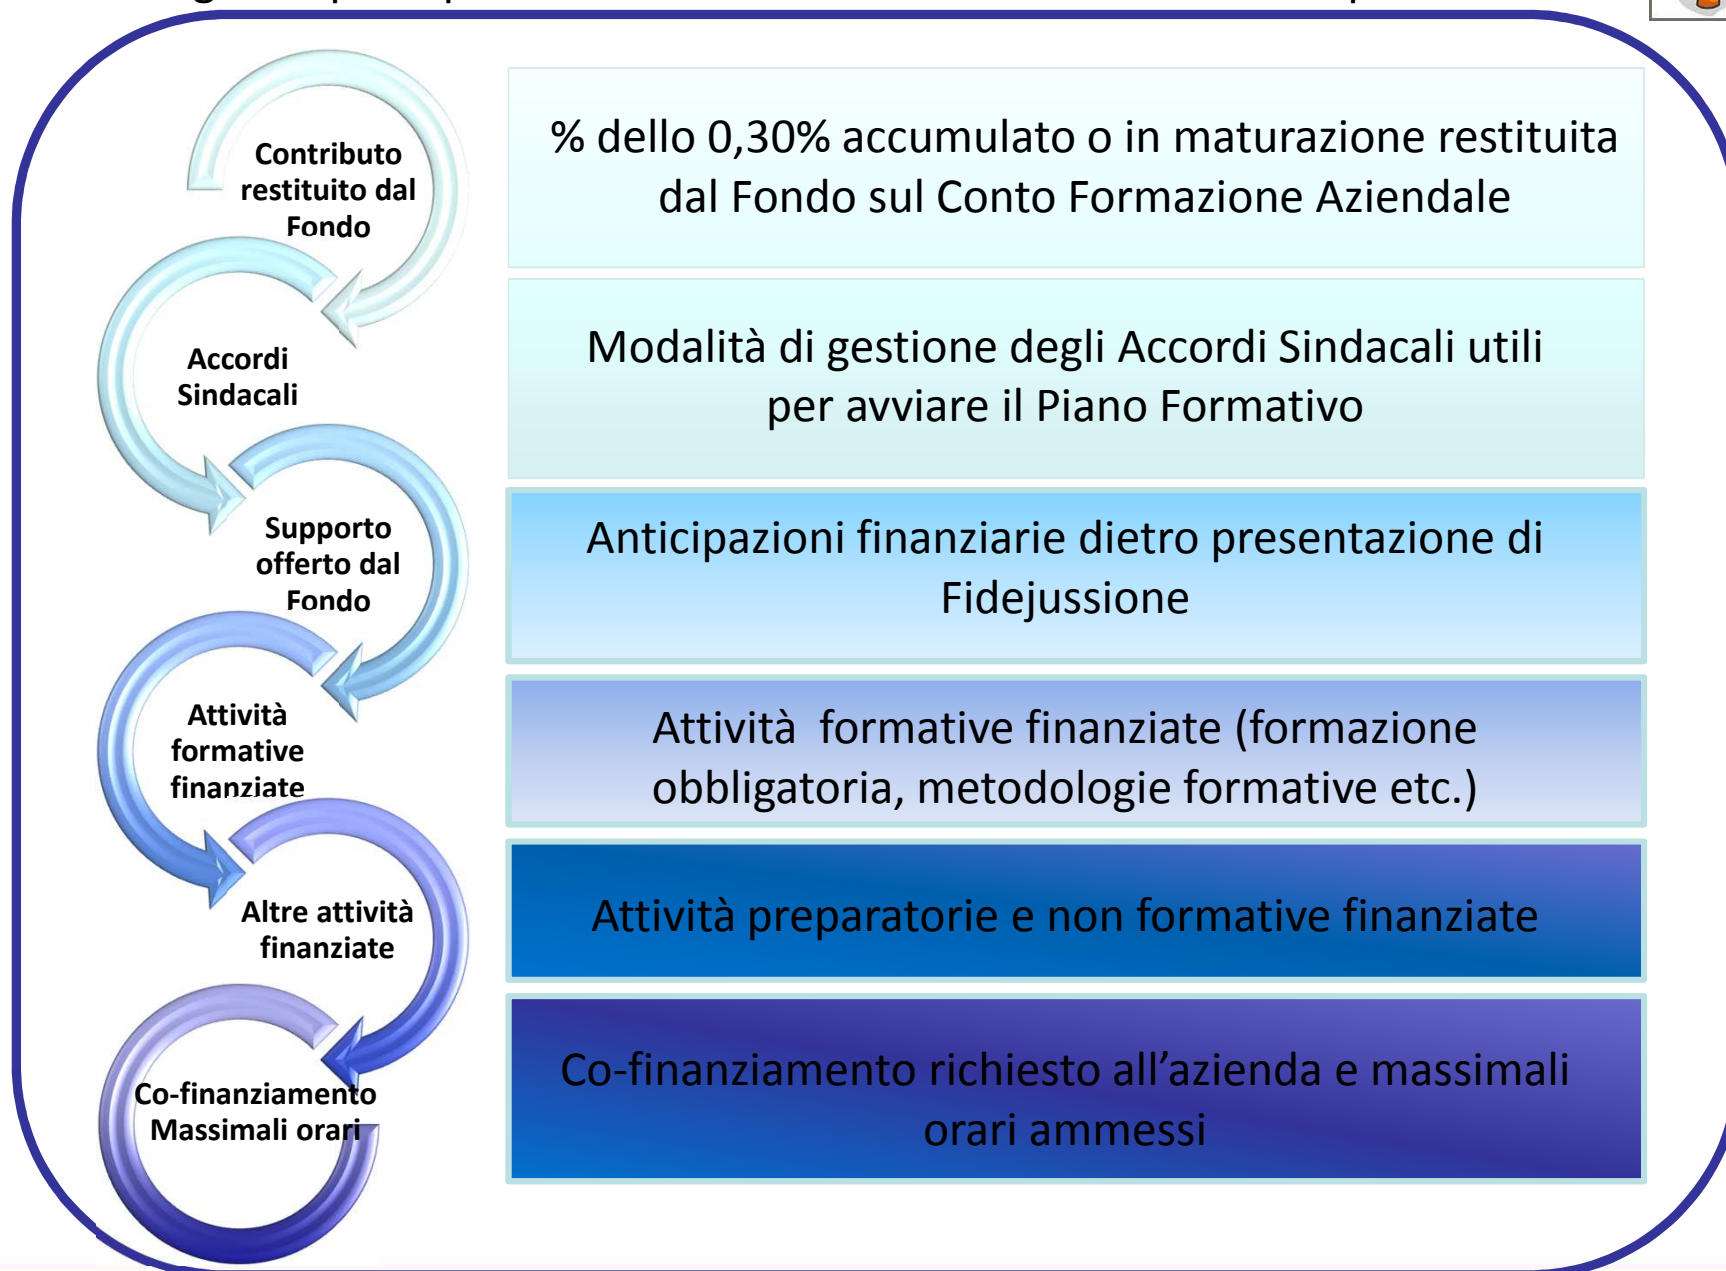 Contributo
restituito dal
Fondo
% dello 0,30% accumulato o in maturazione restituita
dal Fondo sul Conto Formazione Aziendale
Accordi
Sindacali
Modalità di gestione degli Accordi Sindacali utili
per avviare il Piano Formativo
Supporto
offerto dal
Fondo
Anticipazioni finanziarie dietro presentazione di
Fidejussione
Attività
formative
finanziate
Attività formative finanziate (formazione
obbligatoria, metodologie formative etc.)
Altre attività
finanziate
Attività preparatorie e non formative finanziate
Co-finanziamento
Massimali orari
Co-finanziamento richiesto all’azienda e massimali
orari ammessi